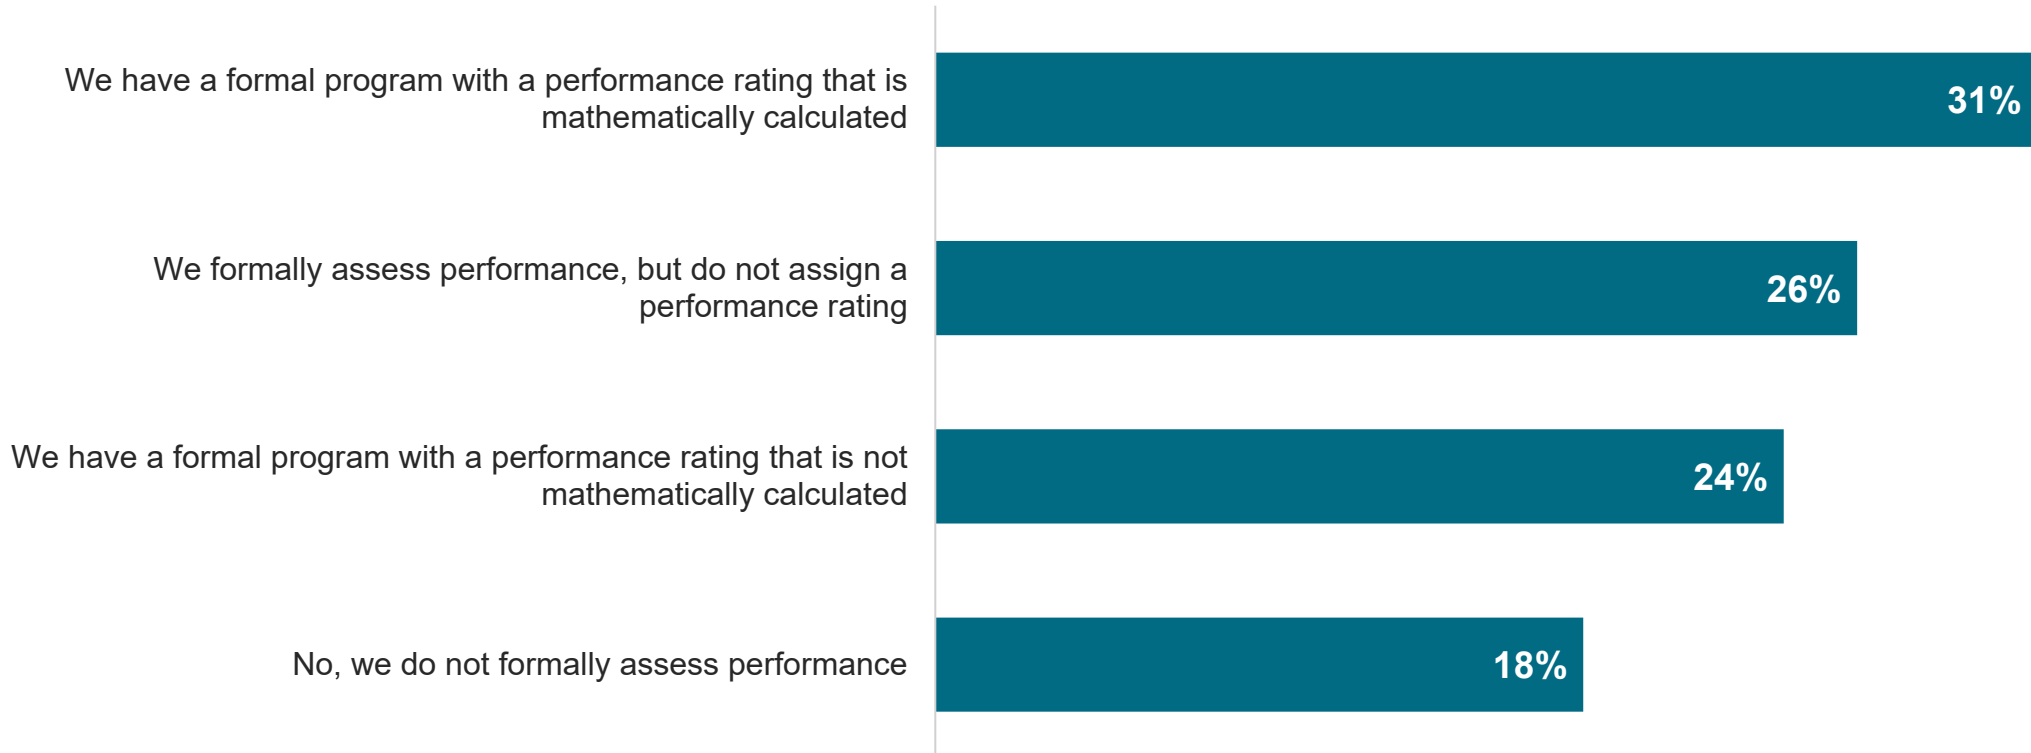 We have a formal program with a performance rating that is
mathematically calculated
31%
We formally assess performance, but do not assign a
performance rating
26%
We have a formal program with a performance rating that is not
mathematically calculated
24%
No, we do not formally assess performance
18%